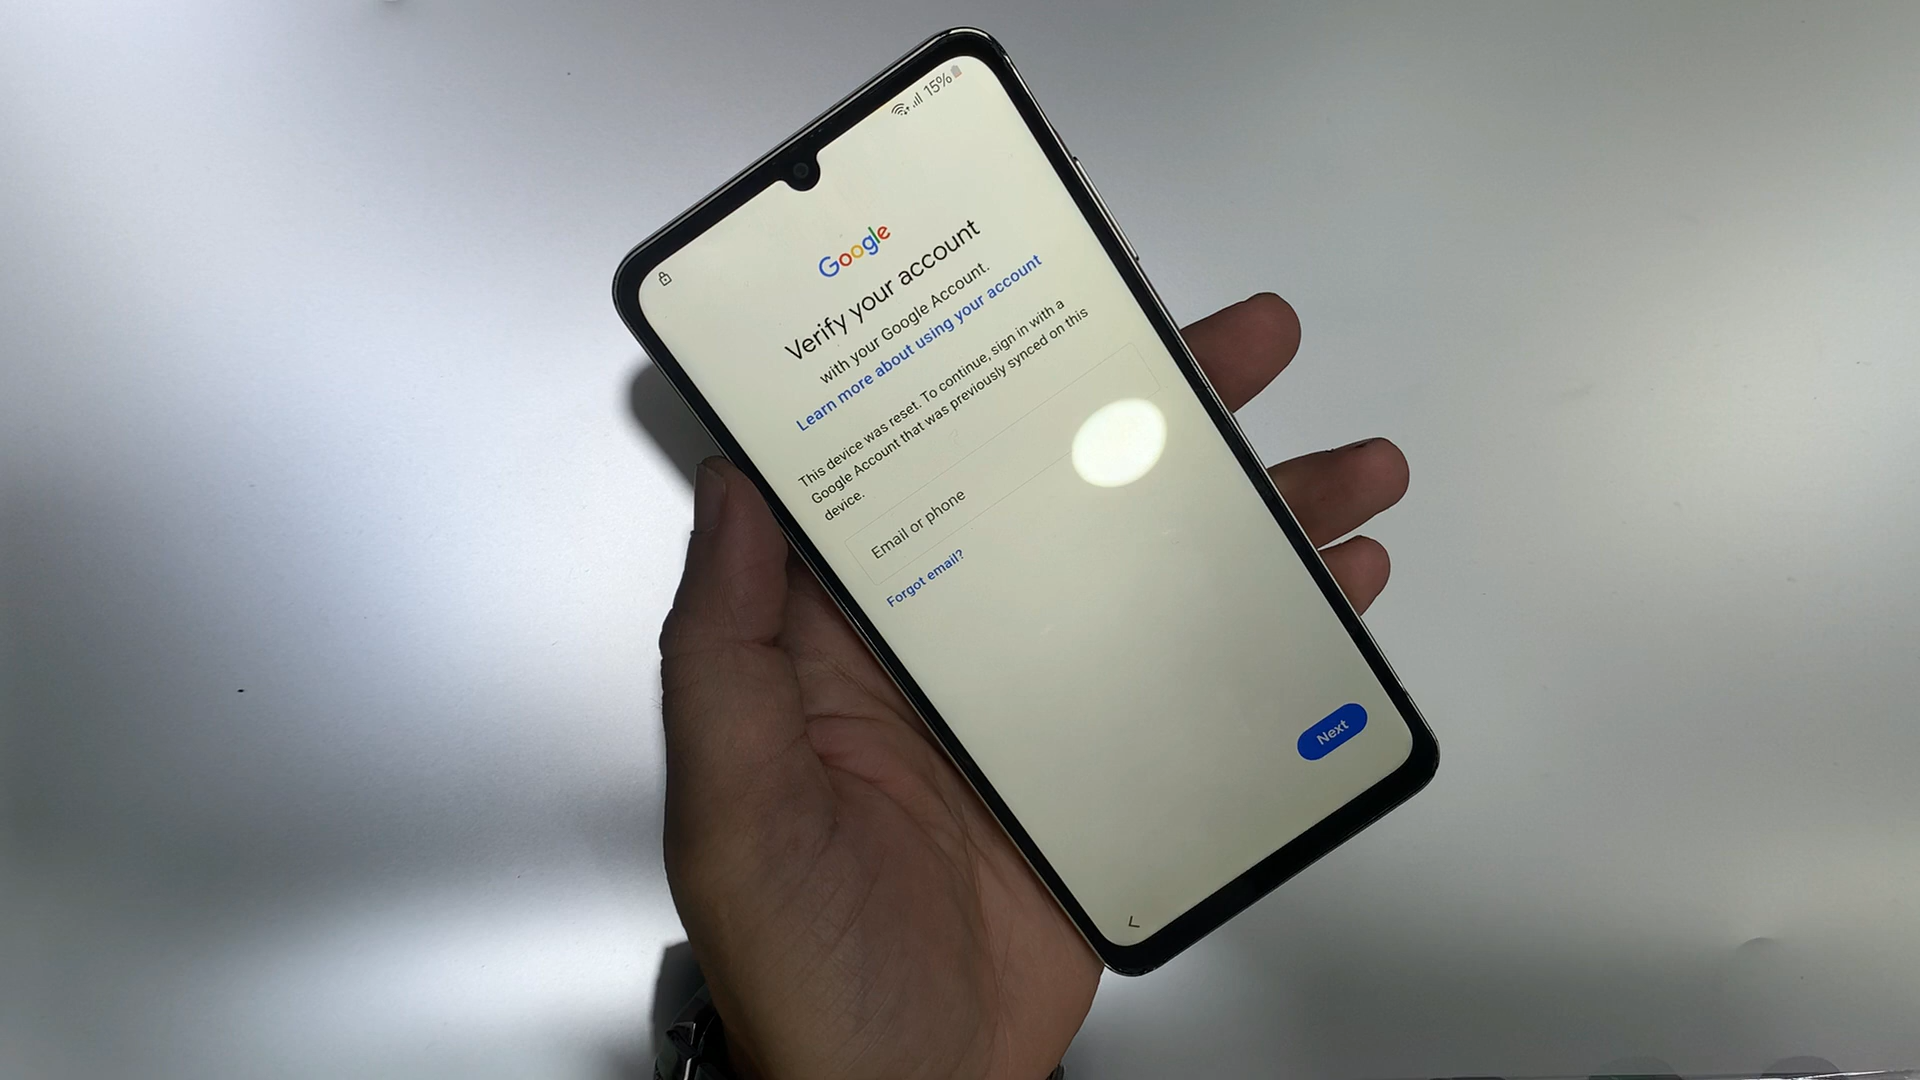 15%
Google
Verify your account
with your Google Account.
Learn more about using your account
This device was reset. To continue, sign in with a
Google Account that was previously synced on this
device.
Email or phone
Forgot email?
Next